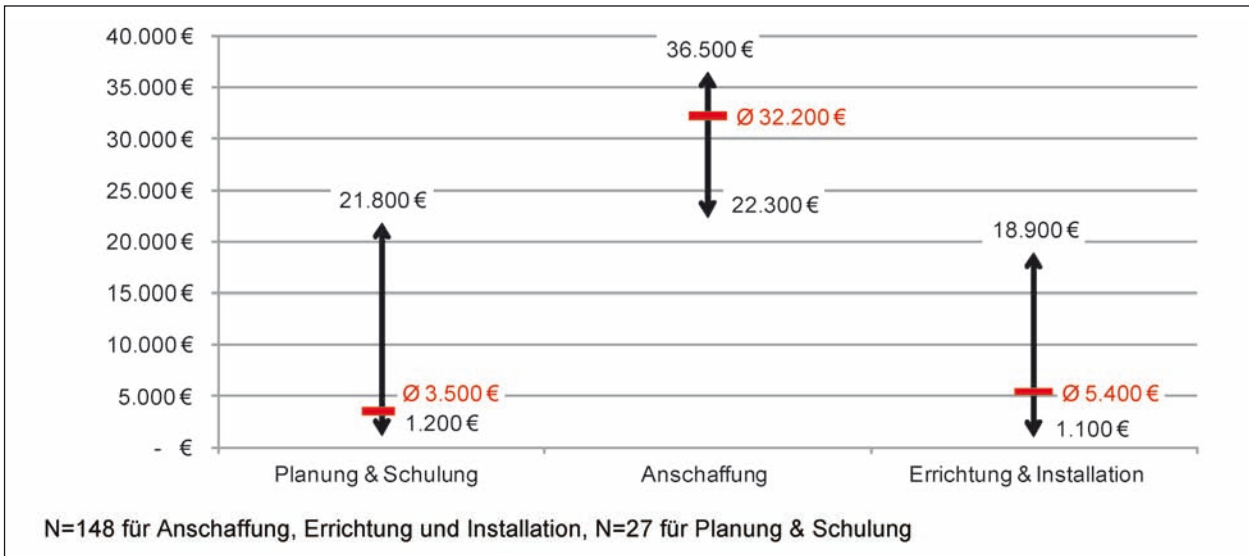 40.000 €
36.500 €
35.000 €
Ø 32.200 €
30.000 €
25.000 €
21.800 €
22.300 €
20.000 €
18.900 €
15.000 €
10.000 €
5.000 €
Ø 3.500 €
Ø 5.400 €
1.200 €
1.100 €
- €
Planung & Schulung
Anschaffung
Errichtung & Installation
N=148 für Anschaffung, Errichtung und Installation, N=27 für Planung & Schulung